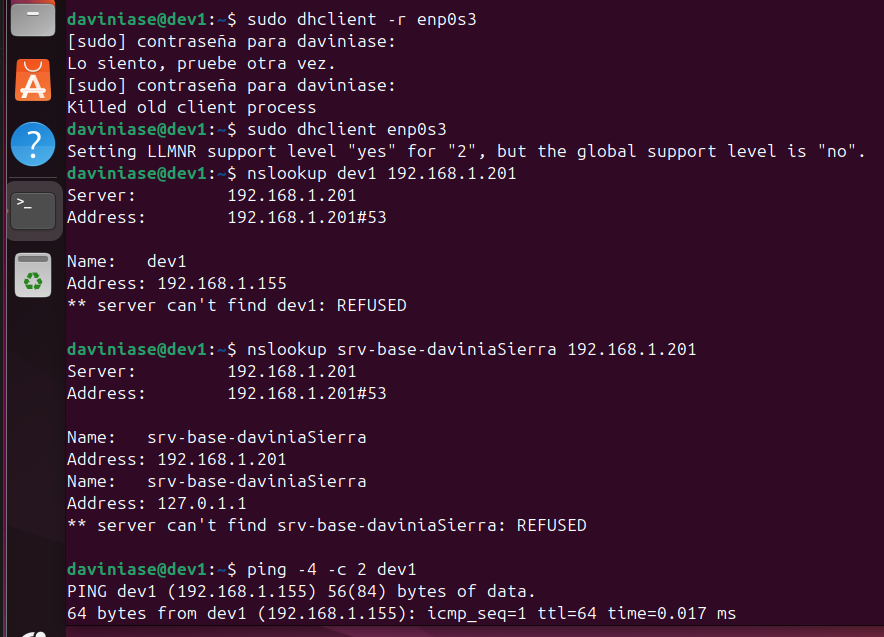 daviniase@dev1:~$ sudo dhclient -r enp0s3
[sudo] contraseña para daviniase:
Lo siento, pruebe otra vez.
[sudo] contraseña para daviniase:
Killed old client process
daviniase@dev1:~$ sudo dhclient enp0s3
Setting LLMNR support level "yes" for "2", but the global support level is "no".
daviniase@dev1:~$ nslookup dev1 192.168.1.201
Server:		192.168.1.201
Address:	192.168.1.201#53

Name:	dev1
Address: 192.168.1.155
** server can't find dev1: REFUSED

daviniase@dev1:~$ nslookup srv-base-daviniaSierra 192.168.1.201
Server:		192.168.1.201
Address:	192.168.1.201#53

Name:	srv-base-daviniaSierra
Address: 192.168.1.201
Name:	srv-base-daviniaSierra
Address: 127.0.1.1
** server can't find srv-base-daviniaSierra: REFUSED

daviniase@dev1:~$ ping -4 -c 2 dev1
PING dev1 (192.168.1.155) 56(84) bytes of data.
64 bytes from dev1 (192.168.1.155): icmp_seq=1 ttl=64 time=0.017 ms